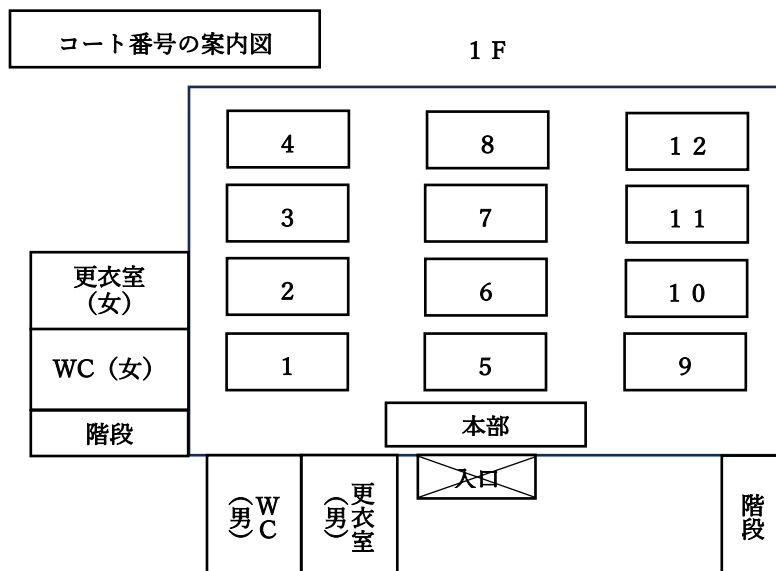 コート番号の案内図
１Ｆ
4
8
１２
3
7
１１
更衣室
（女）
2
6
１０
WC（女）
1
5
9
階段
本部
入口
ＷＣ
（男）
更衣室
（男）
階段